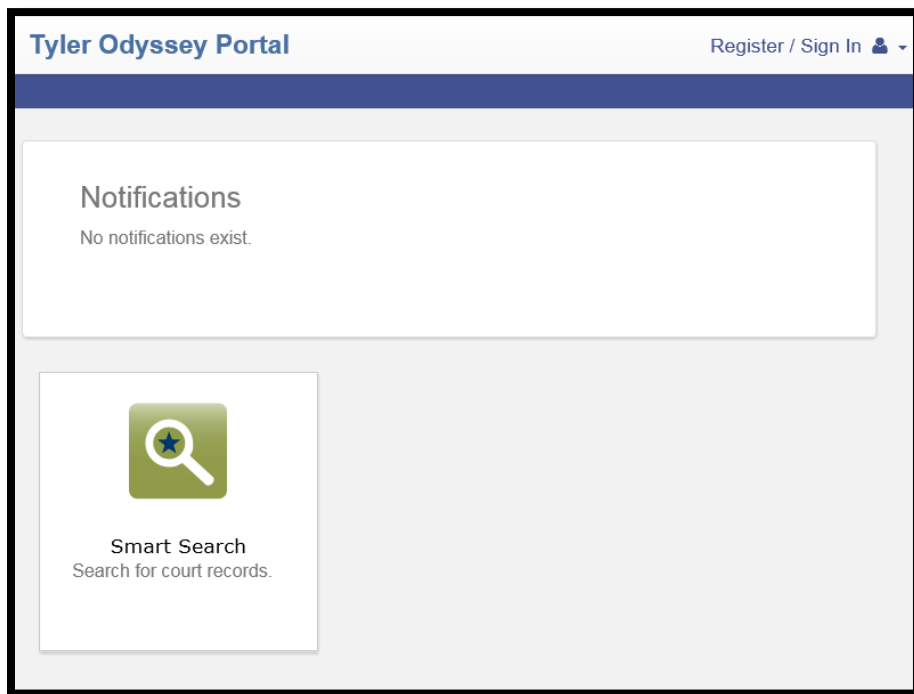 Tyler Odyssey Portal
Register / Sign In
Notifications
No notifications exist.
Smart Search
Search for court records.